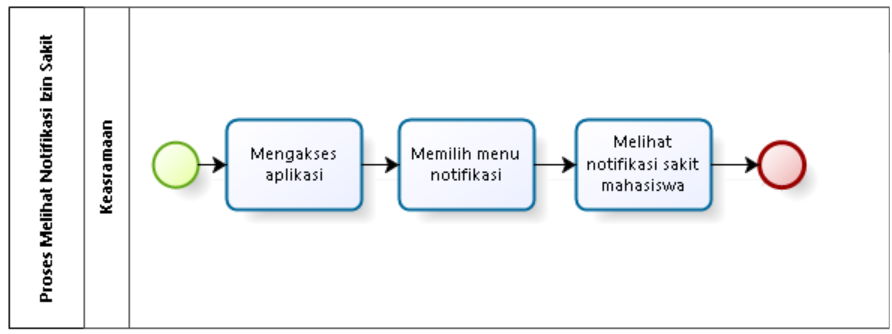 Proses Melihat Notifikasi Izin Sakit
Keasramaan
Mengakses
aplikasi
Memilih menu
notifikasi
Melihat
notifikasi sakit
mahasiswa